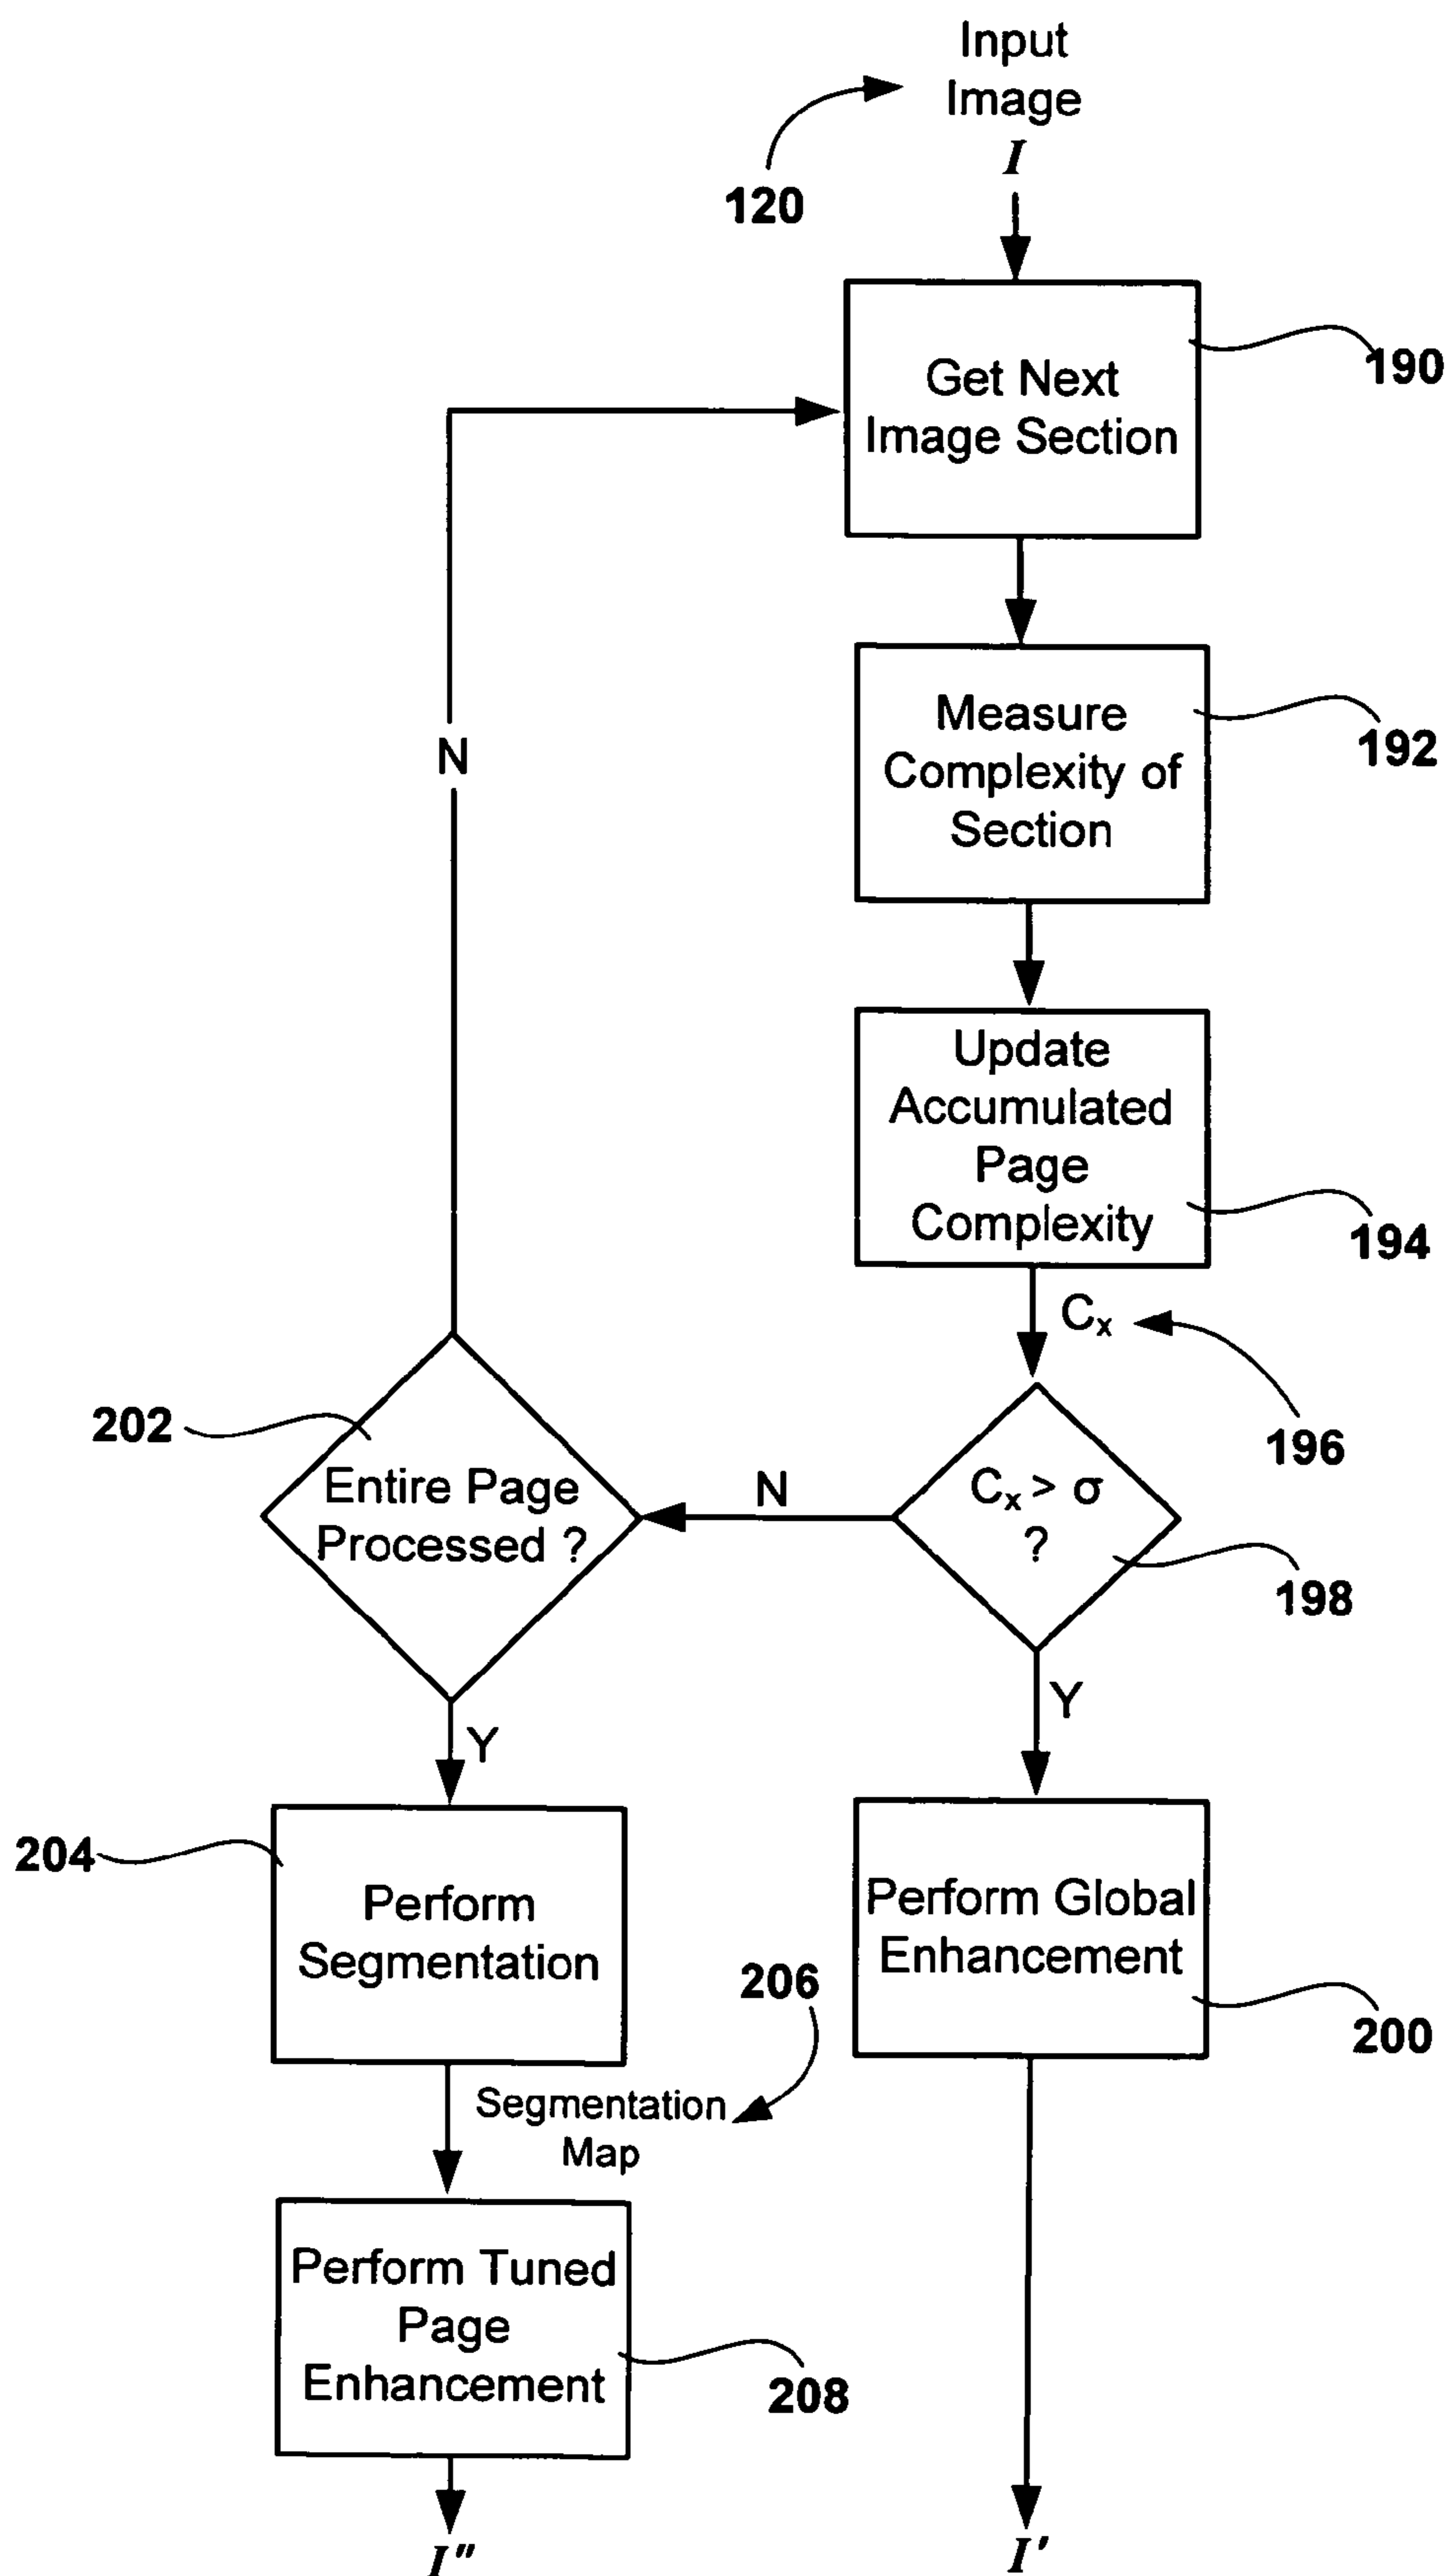 Input
Image
I
120
Get Next
Image Section
190
Measure
Complexity of
Section
192
N
Update
Accumulated
Page
Complexity
194
Cx
196
202
Entire Page
Processed ?
N
Cx > σ
?
198
Y
Y
204
Perform
Segmentation
Perform Global
Enhancement
206
200
Segmentation
Map
Perform Tuned
Page
Enhancement
208
I"
I'